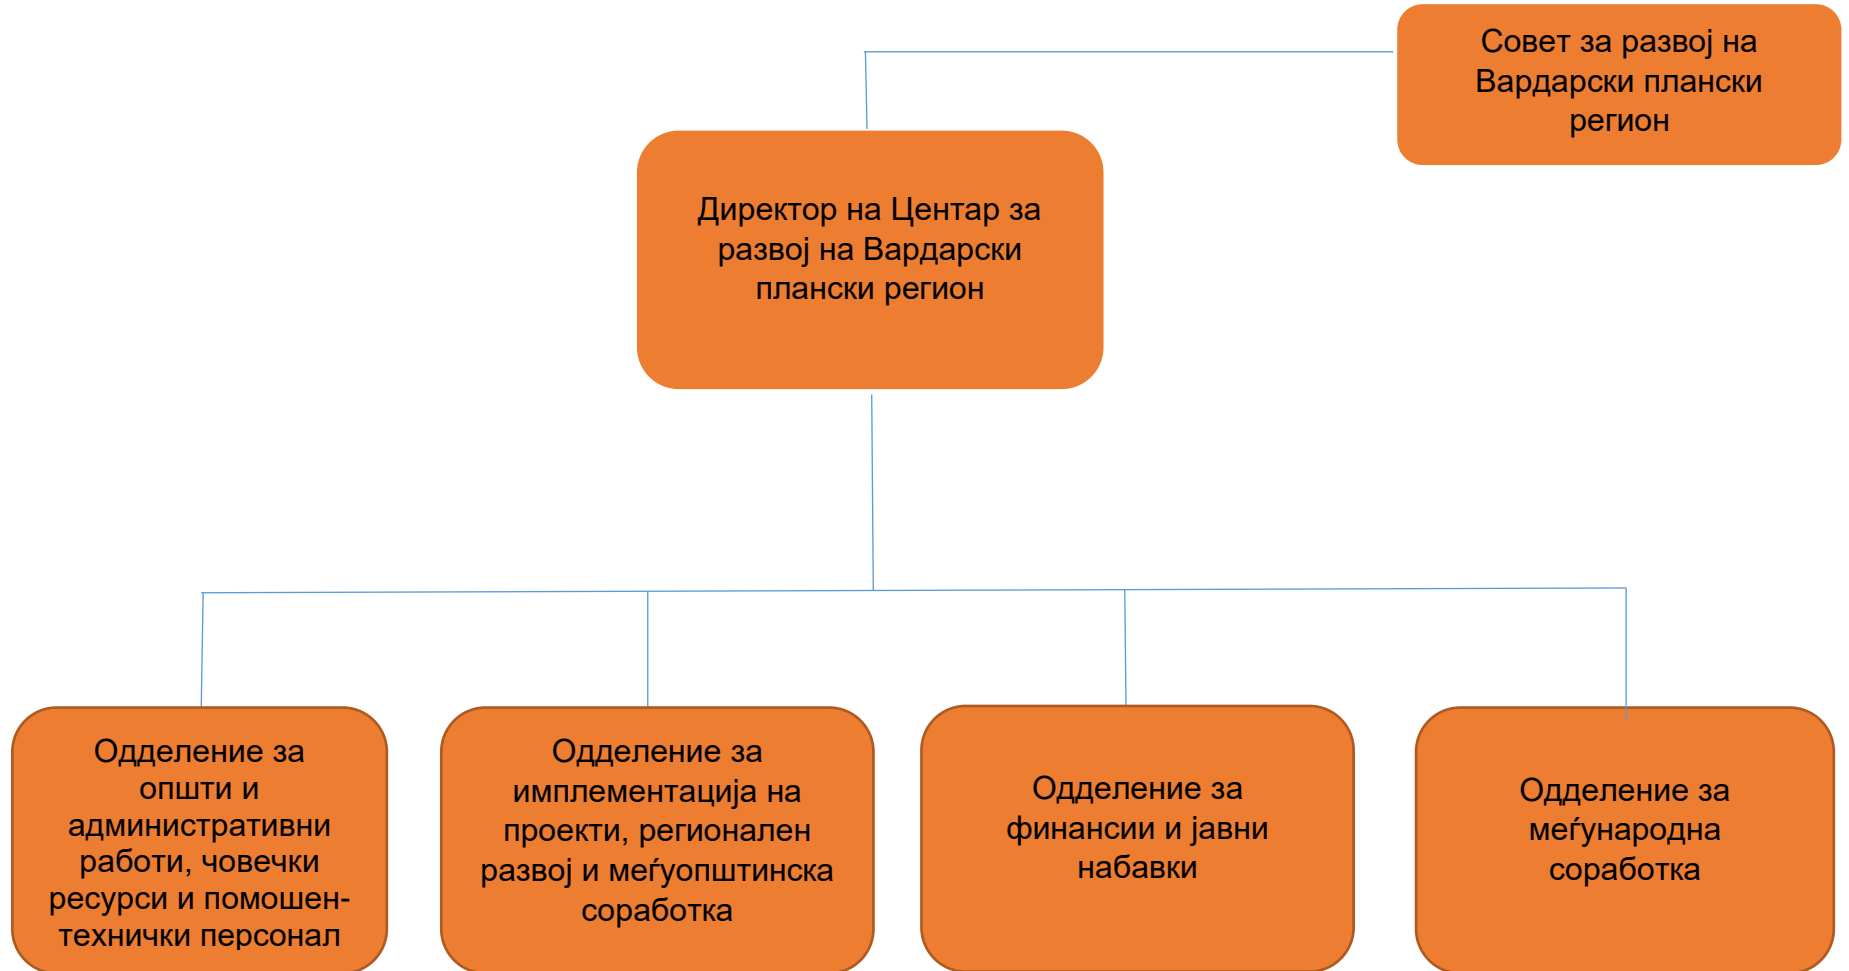 Совет за развој на
Вардарски плански
регион
Директор на Центар за
развој на Вардарски
плански регион
Одделение за
општи и
административни
работи, човечки
ресурси и помошен-
технички персонал
Одделение за
имплементација на
проекти, регионален
развој и меѓуопштинска
соработка
Одделение за
финансии и јавни
набавки
Одделение за
меѓународна
соработка